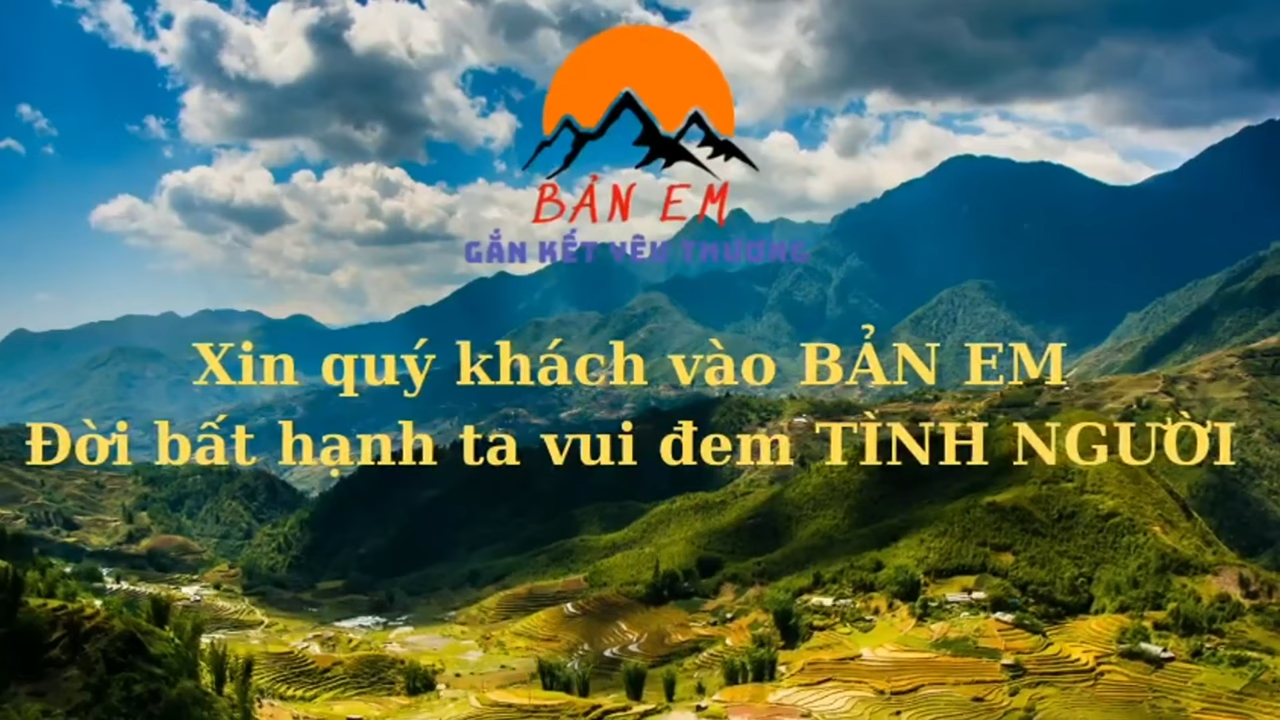 BẢN EM
GẮN KẾT YÊU THƯƠNG
Xin quý khách vào BẢN EM
Đời bất hạnh ta vui đem TÌNH NGƯỜI